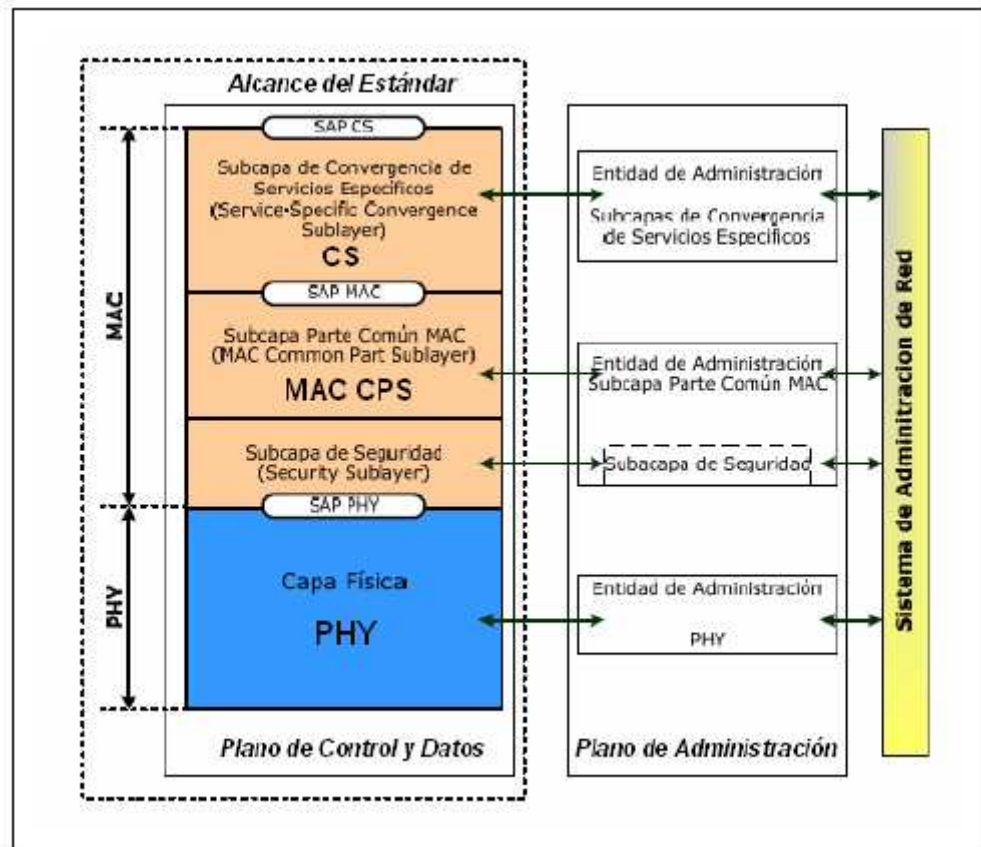 Alcance del Estándar
SAP CS
Subcapa de Convergencia de
Servicios Específicos
(Service-Specific Convergence
Sublayer)
CS
SAP MAC
Subcapa Parte Común MAC
(MAC Common Part Sublayer)
MAC CPS
Subcapa de Seguridad
(Security Sublayer)
SAP PHY
Capa Física
PHY
MAC
PHY
Plano de Control y Datos
Entidad de Administración
Subcapas de Convergencia
de Servicios Específicos
Entidad de Administración
Subcapa Parte Común MAC
Subacapa de Seguridad
Entidad de Administración
PHY
Plano de Administración
Sistema de Adminitracion de Red